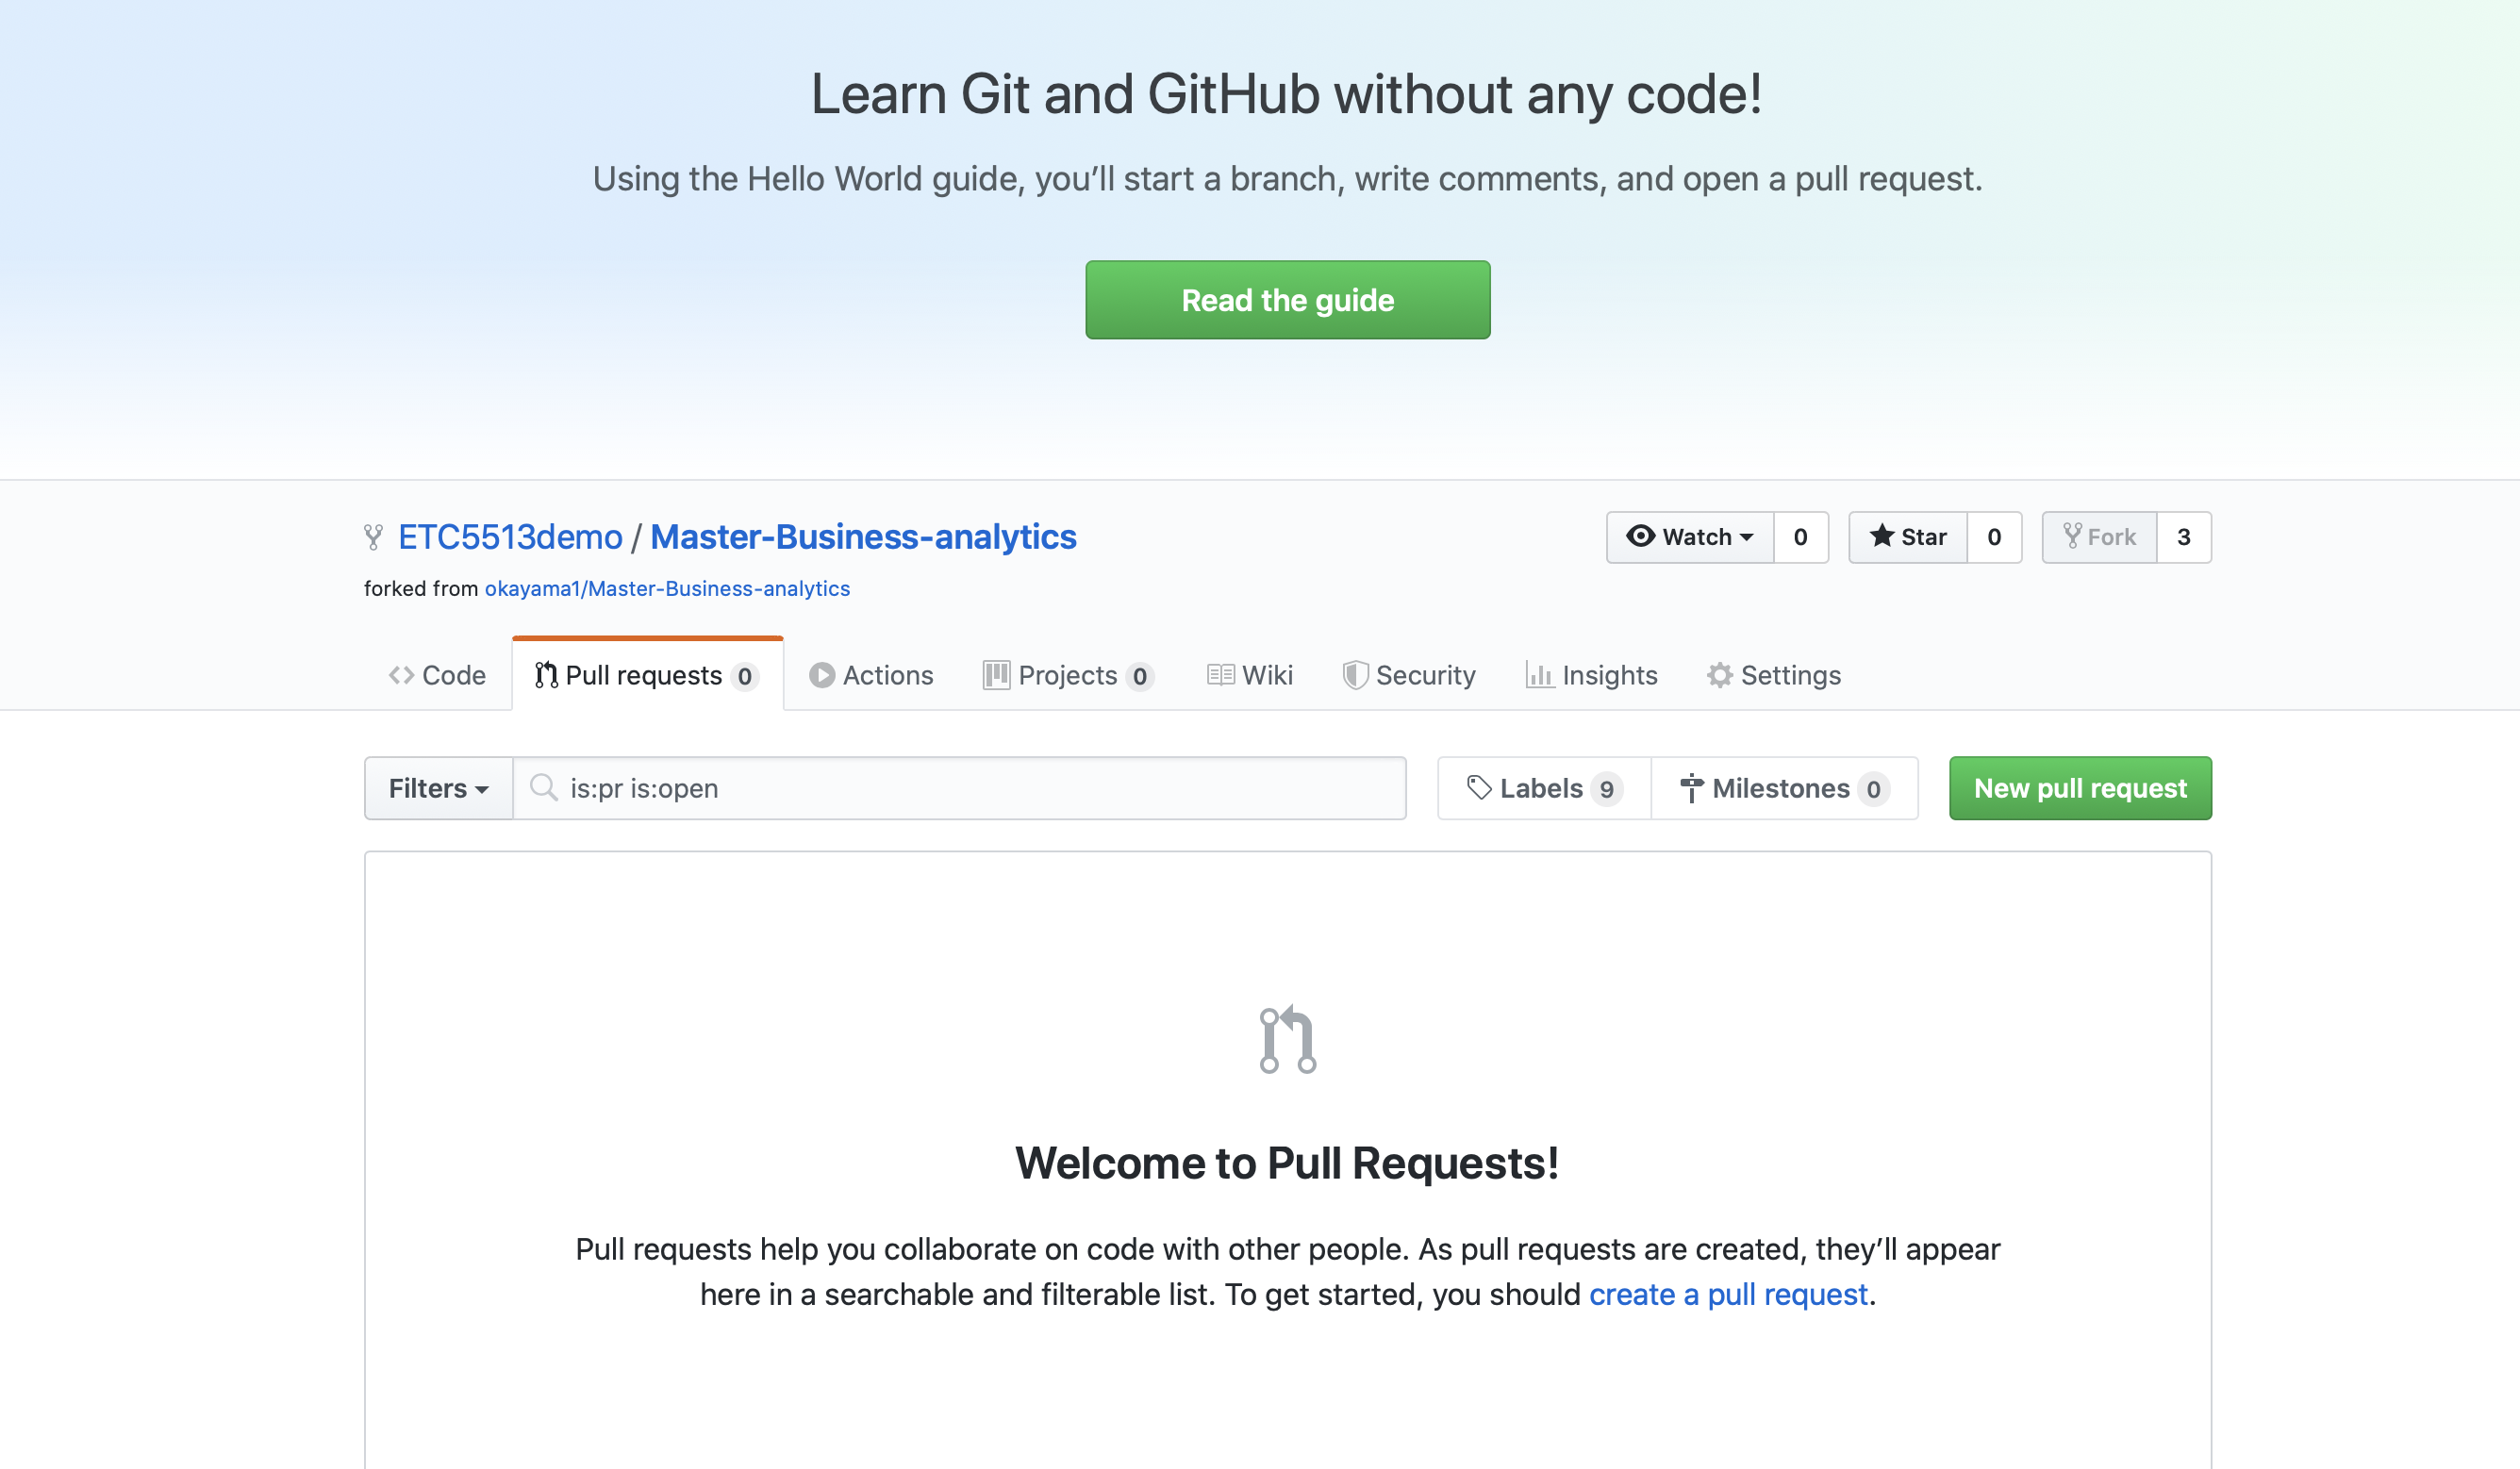 Learn Git and GitHub without any code!
Using the Hello World guide, you’ll start a branch, write comments, and open a pull request.
Read the guide
ETC5513demo / Master-Business-analytics
Watch 0 Star 0 Fork 3
forked from okayama1/Master-Business-analytics
Code Pull requests 0 Actions Projects 0 Wiki Security Insights Settings
Filters is:pr is:open Labels 9 Milestones 0 New pull request
Welcome to Pull Requests!
Pull requests help you collaborate on code with other people. As pull requests are created, they’ll appear
here in a searchable and filterable list. To get started, you should create a pull request.